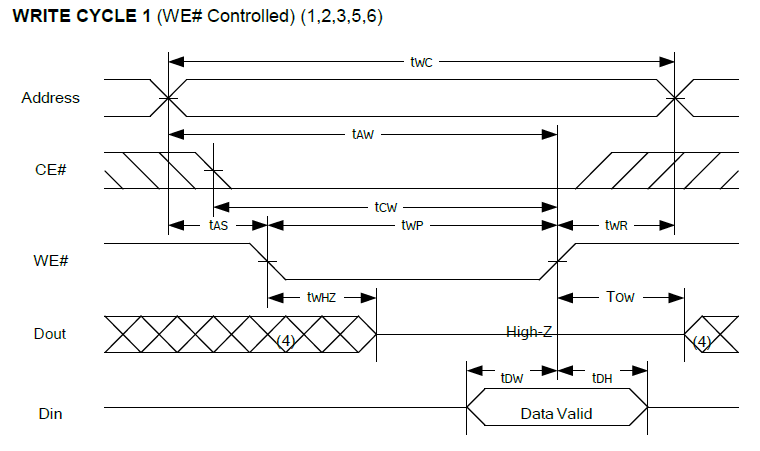 WRITE CYCLE 1 (WE# Controlled) (1,2,3,5,6)
tWC
Address
tAW
CE#
tCW
tAS
tWP
tWR
WE#
tWHZ
TOW
Dout
(4)
High-Z
(4)
tDW
tDH
Din
Data Valid